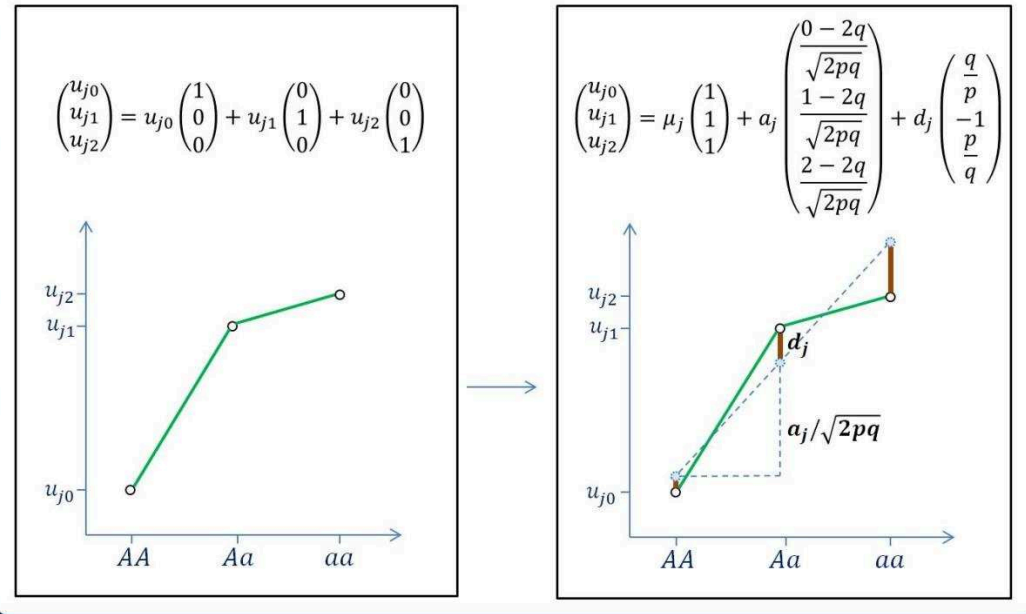 (u_{j0} u_{j1} u_{j2}) = u_{j0} (1 0 0) + u_{j1} (0 1 0) + u_{j2} (0 0 1)
u_{j2}
u_{j1}
u_{j0}
AA Aa aa
(u_{j0} u_{j1} u_{j2}) = μ_j (1 1 1) + a_j ((0 − 2q)/√(2pq) (1 − 2q)/√(2pq) (2 − 2q)/√(2pq)) + d_j (q/p −1 p/q)
u_{j2}
u_{j1}
d_j
a_j/√2pq
u_{j0}
AA Aa aa